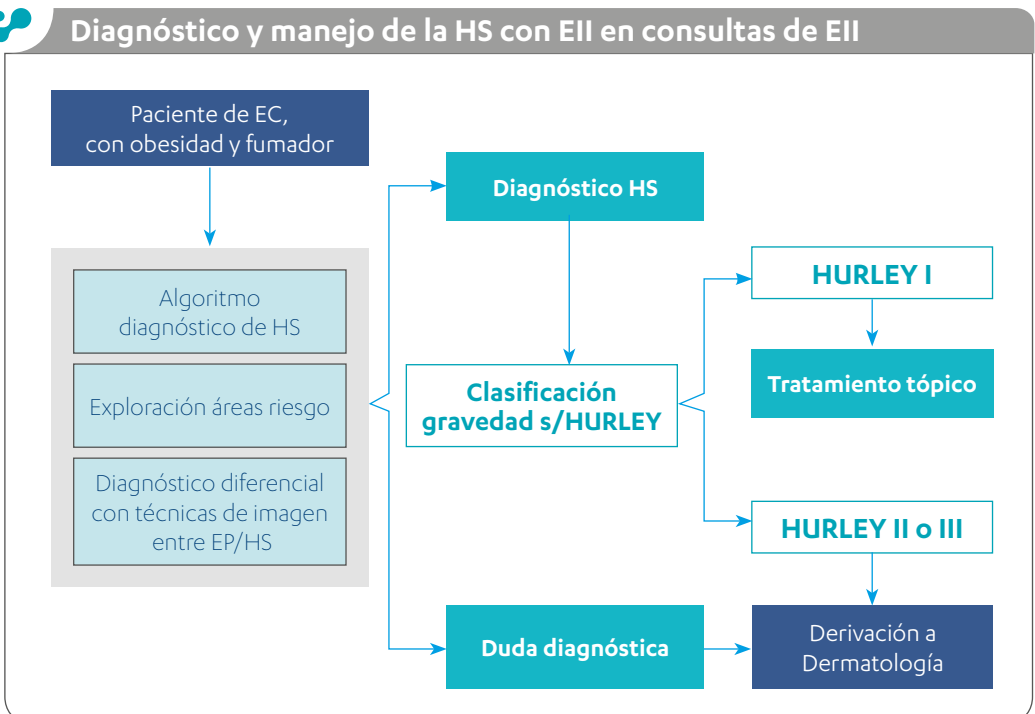 Diagnóstico y manejo de la HS con EII en consultas de EII
Paciente de EC,
con obesidad y fumador
Algoritmo
diagnóstico de HS
Exploración áreas riesgo
Diagnóstico diferencial
con técnicas de imagen
entre EP/HS
Diagnóstico HS
Clasificación
gravedad s/HURLEY
HURLEY I
Tratamiento tópico
HURLEY II o III
Duda diagnóstica
Derivación a
Dermatología